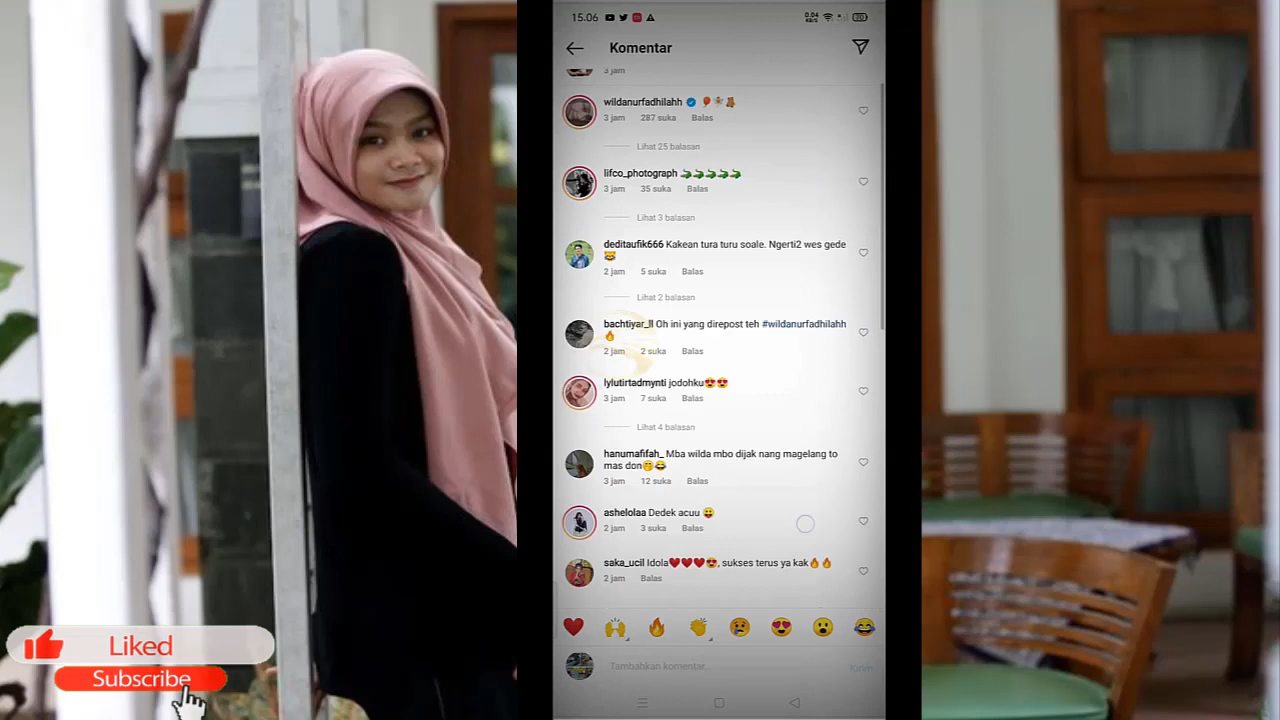 15.06
0.04
KB/S
Komentar
3 jam
wildanurfadhilahh 🎈👻🧸
3 jam 287 suka Balas
Lihat 25 balasan
lifco_photograph 🐊🐊🐊🐊🐊
3 jam 35 suka Balas
Lihat 3 balasan
deditaufik666 Kakean tura turu soale. Ngerti2 wes gede
😹
2 jam 5 suka Balas
Lihat 2 balasan
bachtiyar_ll Oh ini yang direpost teh #wildanurfadhilahh
🔥
2 jam 2 suka Balas
lylutirtadmynti jodohku😍😍
3 jam 7 suka Balas
Lihat 4 balasan
hanumafifah_ Mba wilda mbo dijak nang magelang to
mas don🤭😂
3 jam 12 suka Balas
ashelolaa Dedek acuu 😛
2 jam 3 suka Balas
saka_ucil Idola❤❤❤😍, sukses terus ya kak🔥🔥
2 jam Balas
❤🙌🔥👏😢😍😮😂
Tambahkan komentar...
Kirim
Liked
Subscribe